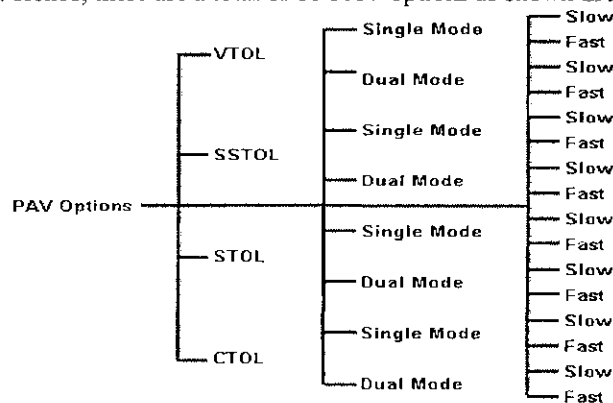 Slow
Single Mode
Fast
VTOL
Slow
Dual Mode
Fast
Slow
Single Mode
Fast
SSTOL
Slow
Dual Mode
Fast
PAV Options
Slow
Single Mode
Fast
STOL
Slow
Dual Mode
Fast
Slow
Single Mode
Fast
CTOL
Slow
Dual Mode
Fast